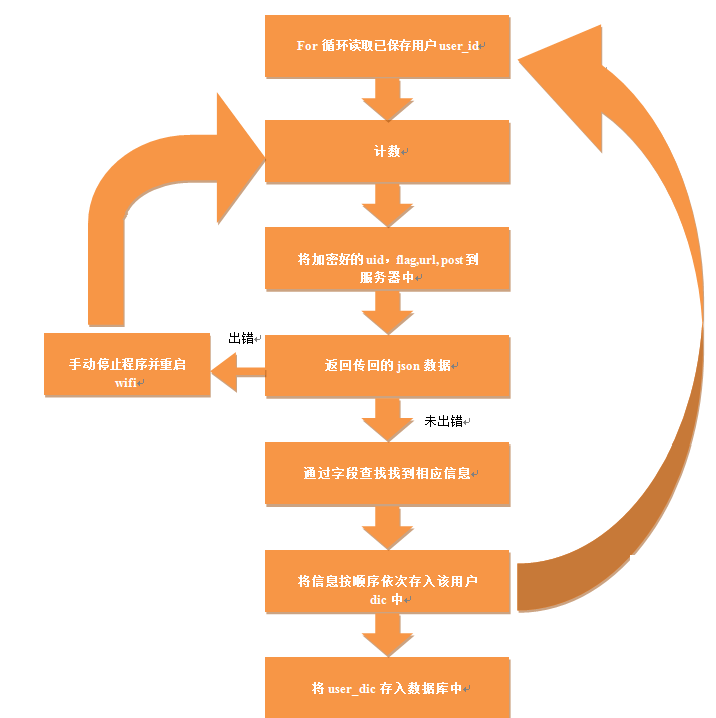 For 循环读取已保存用户 user_id
计数
将加密好的 uid，flag,url, post 到
服务器中
出错
手动停止程序并重启
wifi
返回传回的 json 数据
未出错
通过字段查找找到相应信息
将信息按顺序依次存入该用户
dic 中
将 user_dic 存入数据库中